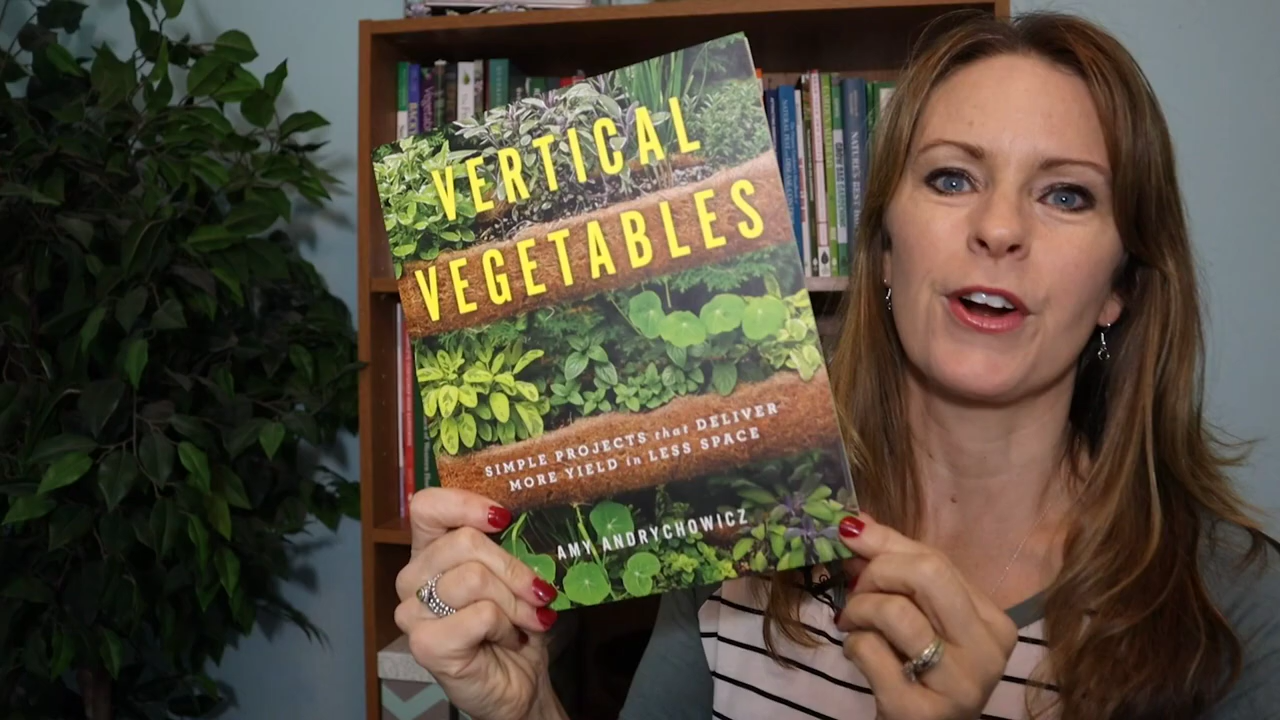 VERTICAL
VEGETABLES
SIMPLE PROJECTS that DELIVER
MORE YIELD in LESS SPACE
AMY ANDRYCHOWICZ